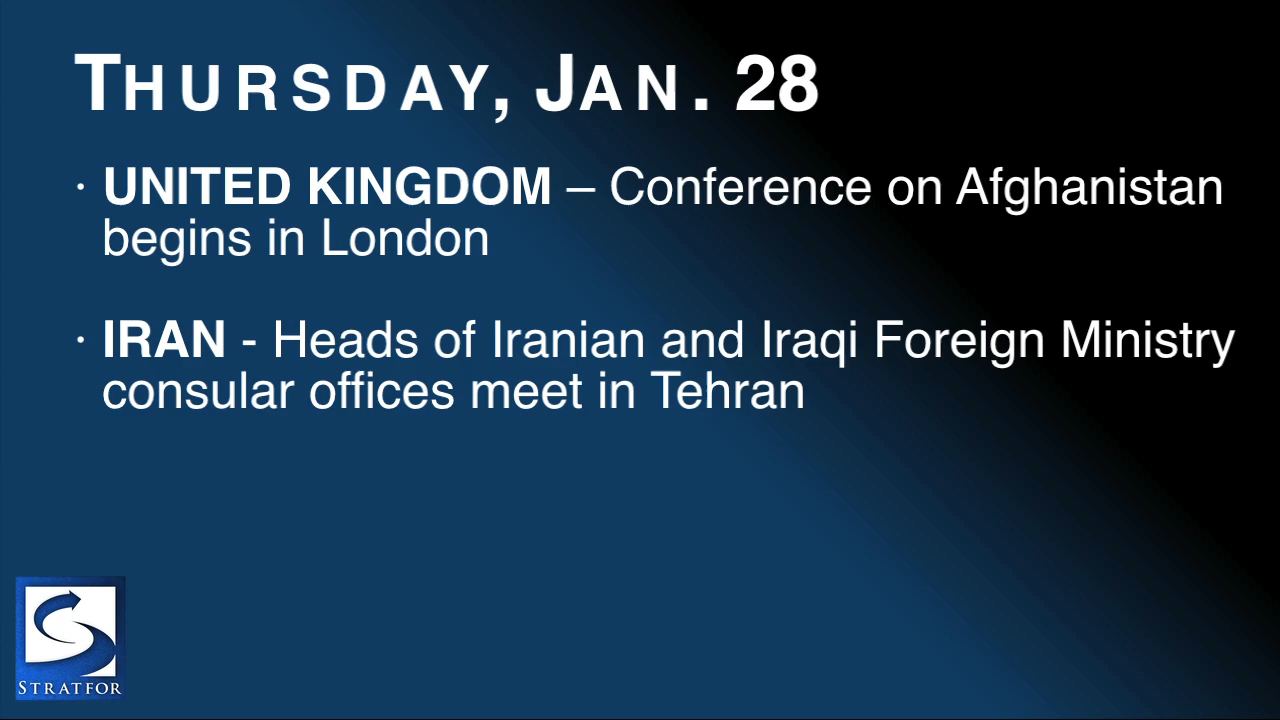 THURSDAY, JAN. 28
· UNITED KINGDOM – Conference on Afghanistan
begins in London
· IRAN - Heads of Iranian and Iraqi Foreign Ministry
consular offices meet in Tehran
STRATFOR